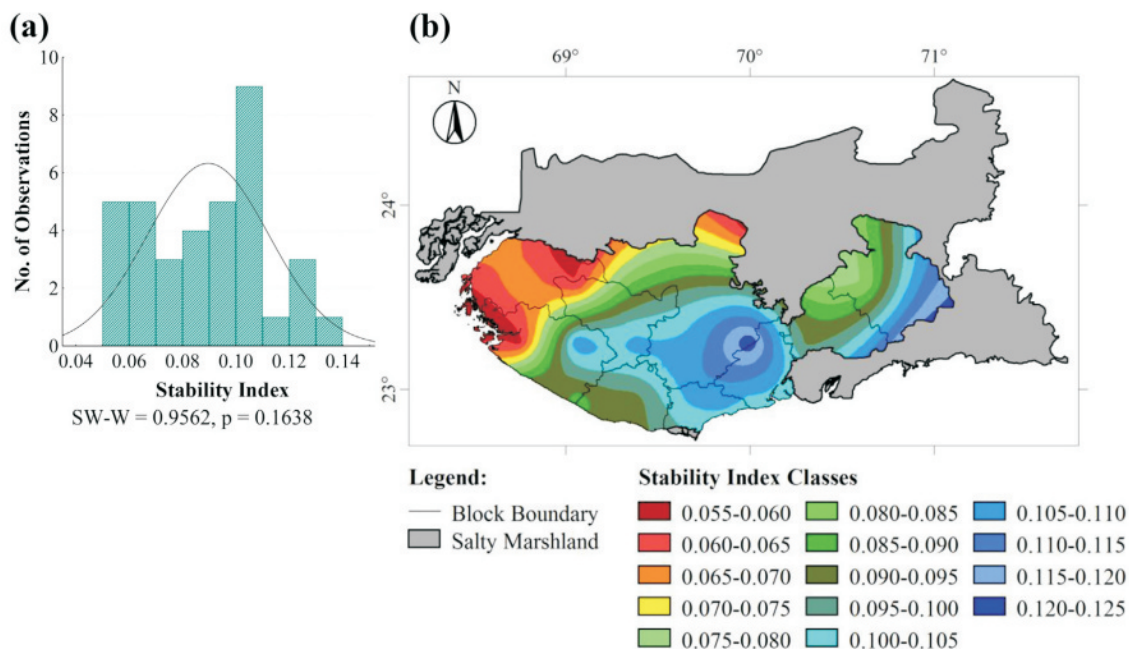 (a)
No. of Observations
10
8
6
4
2
0
0.04 0.06 0.08 0.10 0.12 0.14
Stability Index
SW-W = 0.9562, p = 0.1638
(b)
69° 70° 71°
N
24°
23°
Legend:
Block Boundary
Salty Marshland
Stability Index Classes
0.055-0.060
0.060-0.065
0.065-0.070
0.070-0.075
0.075-0.080
0.080-0.085
0.085-0.090
0.090-0.095
0.095-0.100
0.100-0.105
0.105-0.110
0.110-0.115
0.115-0.120
0.120-0.125